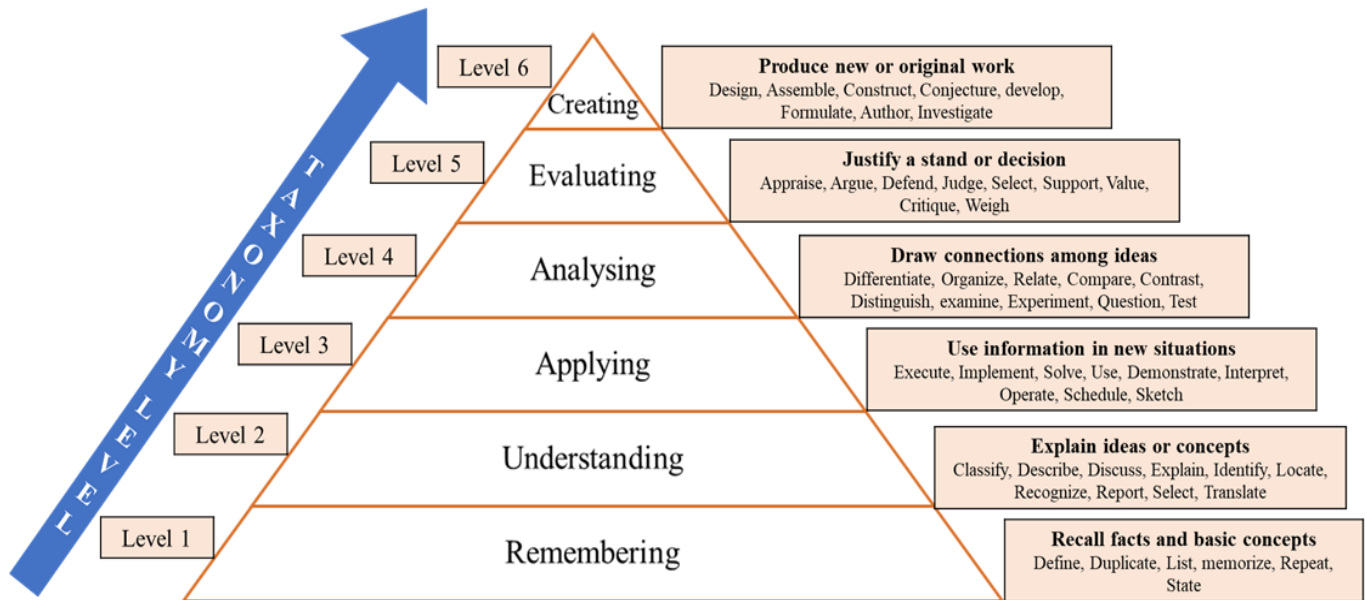 TAXONOMY LEVEL
Level 6
Creating
Produce new or original work
Design, Assemble, Construct, Conjecture, develop,
Formulate, Author, Investigate
Level 5
Evaluating
Justify a stand or decision
Appraise, Argue, Defend, Judge, Select, Support, Value,
Critique, Weigh
Level 4
Analysing
Draw connections among ideas
Differentiate, Organize, Relate, Compare, Contrast,
Distinguish, examine, Experiment, Question, Test
Level 3
Applying
Use information in new situations
Execute, Implement, Solve, Use, Demonstrate, Interpret,
Operate, Schedule, Sketch
Level 2
Understanding
Explain ideas or concepts
Classify, Describe, Discuss, Explain, Identify, Locate,
Recognize, Report, Select, Translate
Level 1
Remembering
Recall facts and basic concepts
Define, Duplicate, List, memorize, Repeat,
State